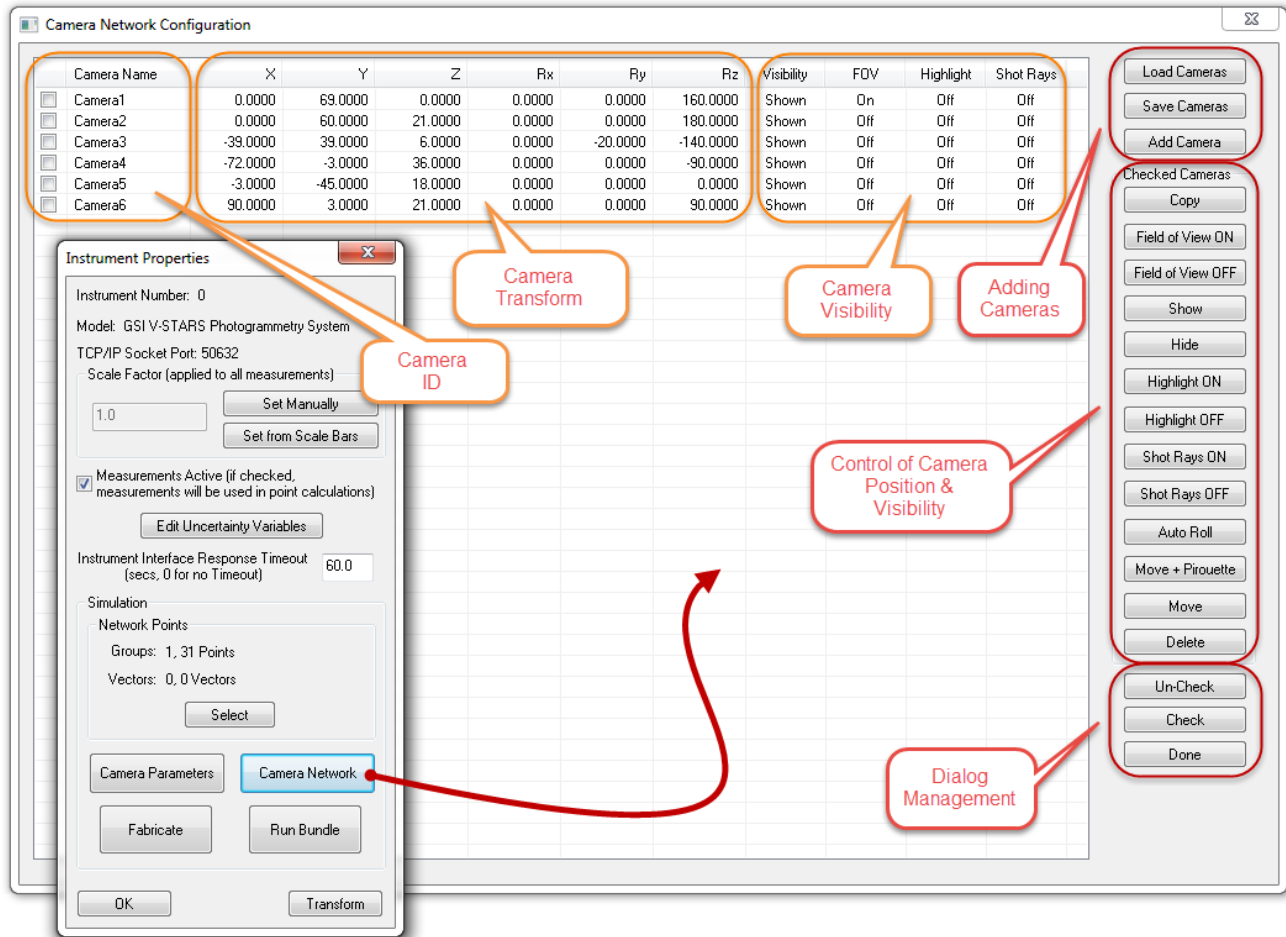 Camera Network Configuration
Camera Name X Y Z Rx Ry Rz Visibility FOV Highlight Shot Rays
Camera1 0.0000 69.0000 0.0000 0.0000 0.0000 160.0000 Shown On Off Off
Camera2 0.0000 60.0000 21.0000 0.0000 0.0000 180.0000 Shown Off Off Off
Camera3 -39.0000 39.0000 6.0000 0.0000 -20.0000 -140.0000 Shown Off Off Off
Camera4 -72.0000 -3.0000 36.0000 0.0000 0.0000 -90.0000 Shown Off Off Off
Camera5 -3.0000 -45.0000 18.0000 0.0000 0.0000 0.0000 Shown Off Off Off
Camera6 90.0000 3.0000 21.0000 0.0000 0.0000 90.0000 Shown Off Off Off
Load Cameras
Save Cameras
Add Camera
Checked Cameras
Copy
Field of View ON
Field of View OFF
Show
Hide
Highlight ON
Highlight OFF
Shot Rays ON
Shot Rays OFF
Auto Roll
Move + Pirouette
Move
Delete
Un-Check
Check
Done
Camera
Transform
Camera
Visibility
Adding
Cameras
Camera
ID
Control of Camera
Position &
Visibility
Dialog
Management
Instrument Properties
Instrument Number: 0
Model: GSI V-STARS Photogrammetry System
TCP/IP Socket Port: 50632
Scale Factor (applied to all measurements)
1.0
Set Manually
Set from Scale Bars
Measurements Active (if checked,
measurements will be used in point calculations)
Edit Uncertainty Variables
Instrument Interface Response Timeout
(secs, 0 for no Timeout)
60.0
Simulation
Network Points
Groups: 1, 31 Points
Vectors: 0, 0 Vectors
Select
Camera Parameters
Camera Network
Fabricate
Run Bundle
OK
Transform